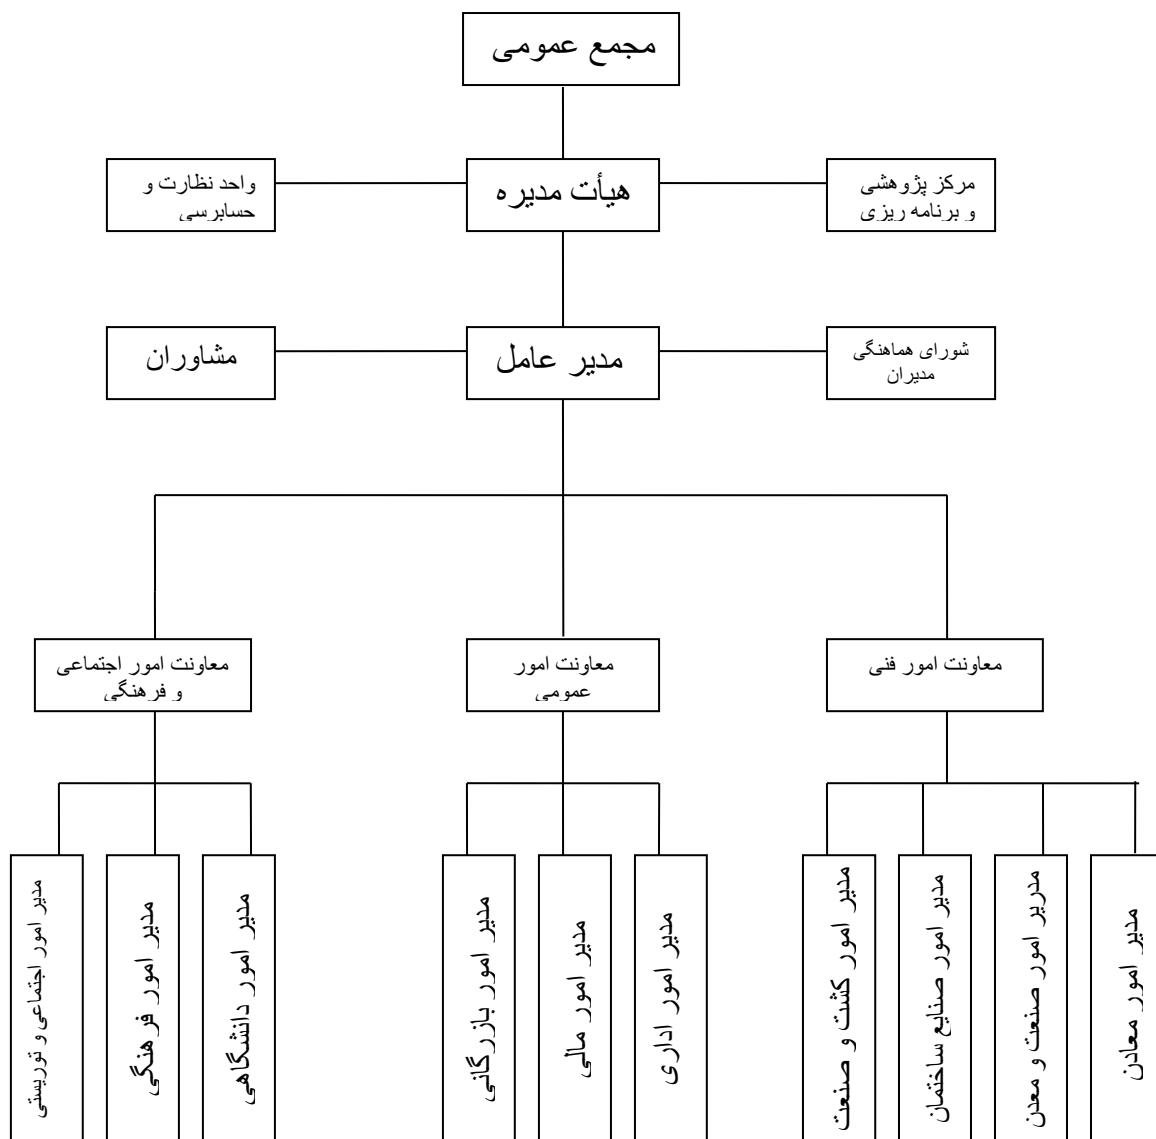 مجمع عمومی
مرکز پژوهشی
و برنامه ریزی
هیأت مدیره
واحد نظارت و
حسابرسی
شورای هماهنگی
مدیران
مدیر عامل
مشاوران
معاونت امور فنی
معاونت امور
عمومی
معاونت امور اجتماعی
و فرهنگی
مدیر امور معادن
مدریر امور صنعت و معدن
مدیر امور صنایع ساختمان
مدیر امور کشت و صنعت
مدیر امور اداری
مدیر امور مالی
مدیر امور بازرگانی
مدیر امور دانشگاهی
مدیر امور فرهنگی
مدیر امور اجتماعی و توریستی